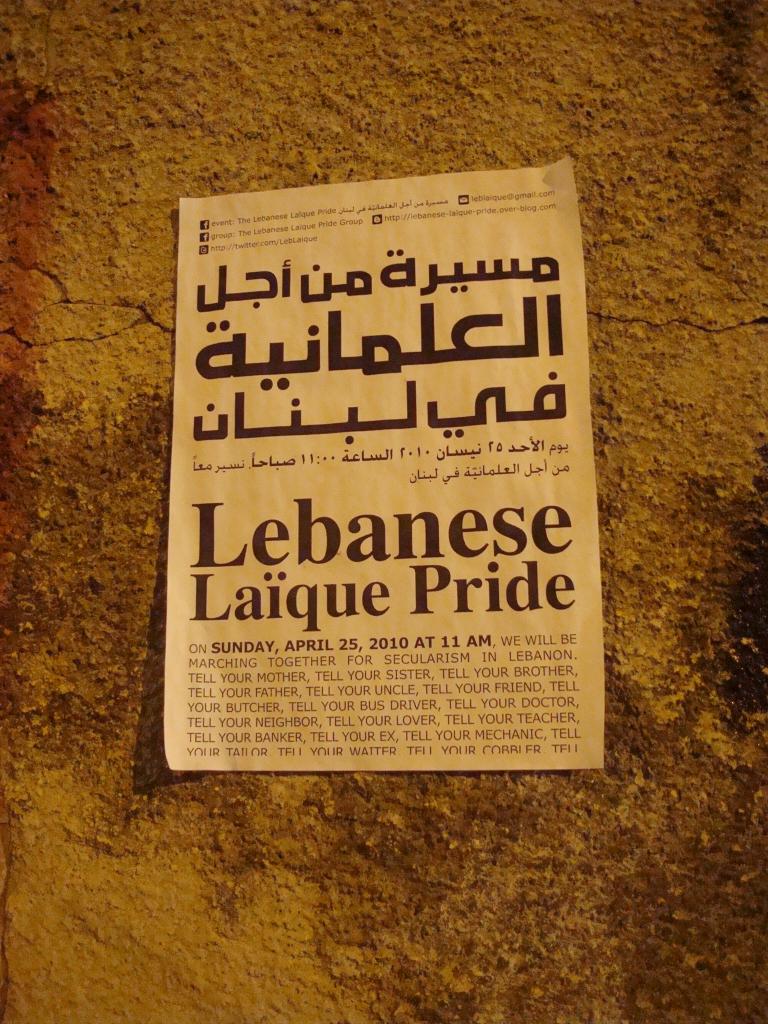 event: The Lebanese Laïque Pride مسيرة من أجل العلمانيّة في لبنان leblaique@gmail.com
group: The Lebanese Laïque Pride Group http://lebanese-laique-pride.over-blog.com
http://twitter.com/LebLaique
مسيرة من أجل
العلمانية
في لبنان
يوم الأحد ٢٥ نيسان ٢٠١٠ الساعة ١١:٠٠ صباحاً، نسير معاً
من أجل العلمانيّة في لبنان
Lebanese
Laïque Pride
ON SUNDAY, APRIL 25, 2010 AT 11 AM, WE WILL BE
MARCHING TOGETHER FOR SECULARISM IN LEBANON.
TELL YOUR MOTHER, TELL YOUR SISTER, TELL YOUR BROTHER,
TELL YOUR FATHER, TELL YOUR UNCLE, TELL YOUR FRIEND, TELL
YOUR BUTCHER, TELL YOUR BUS DRIVER, TELL YOUR DOCTOR,
TELL YOUR NEIGHBOR, TELL YOUR LOVER, TELL YOUR TEACHER,
TELL YOUR BANKER, TELL YOUR EX, TELL YOUR MECHANIC, TELL
YOUR TAILOR, TELL YOUR WAITER, TELL YOUR COBBLER, TELL